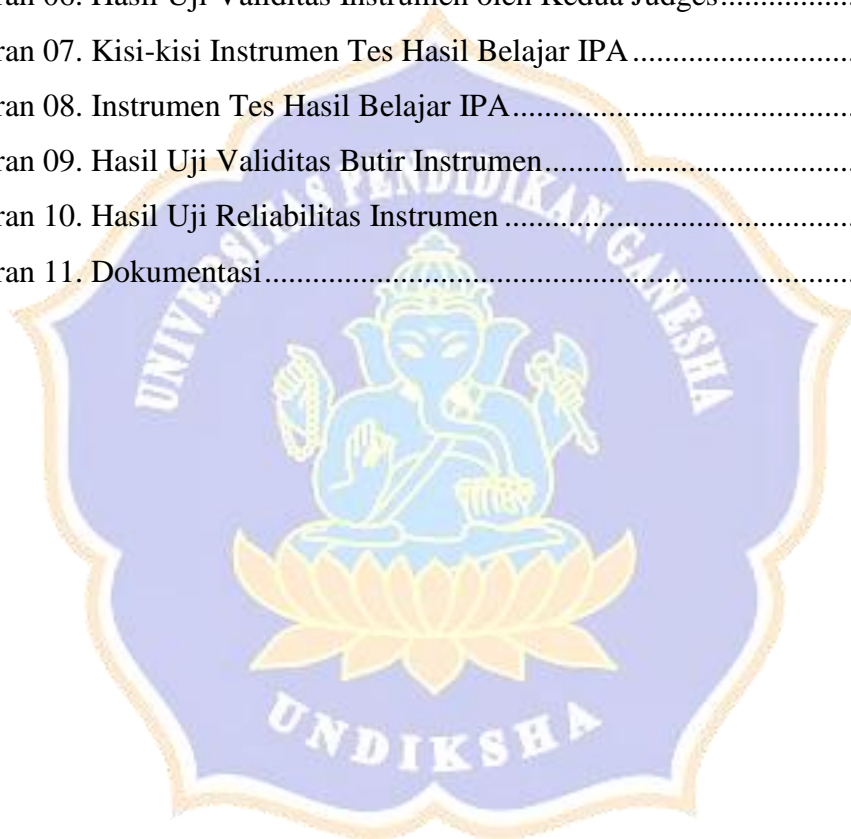 ran 06. Hasil Uji Validitas Instrumen oleh Kedua Judges
ran 07. Kisi-kisi Instrumen Tes Hasil Belajar IPA
ran 08. Instrumen Tes Hasil Belajar IPA
ran 09. Hasil Uji Validitas Butir Instrumen
ran 10. Hasil Uji Reliabilitas Instrumen
ran 11. Dokumentasi
UNIVERSITAS PENDIDIKAN GANESHA
UNDIKSHA